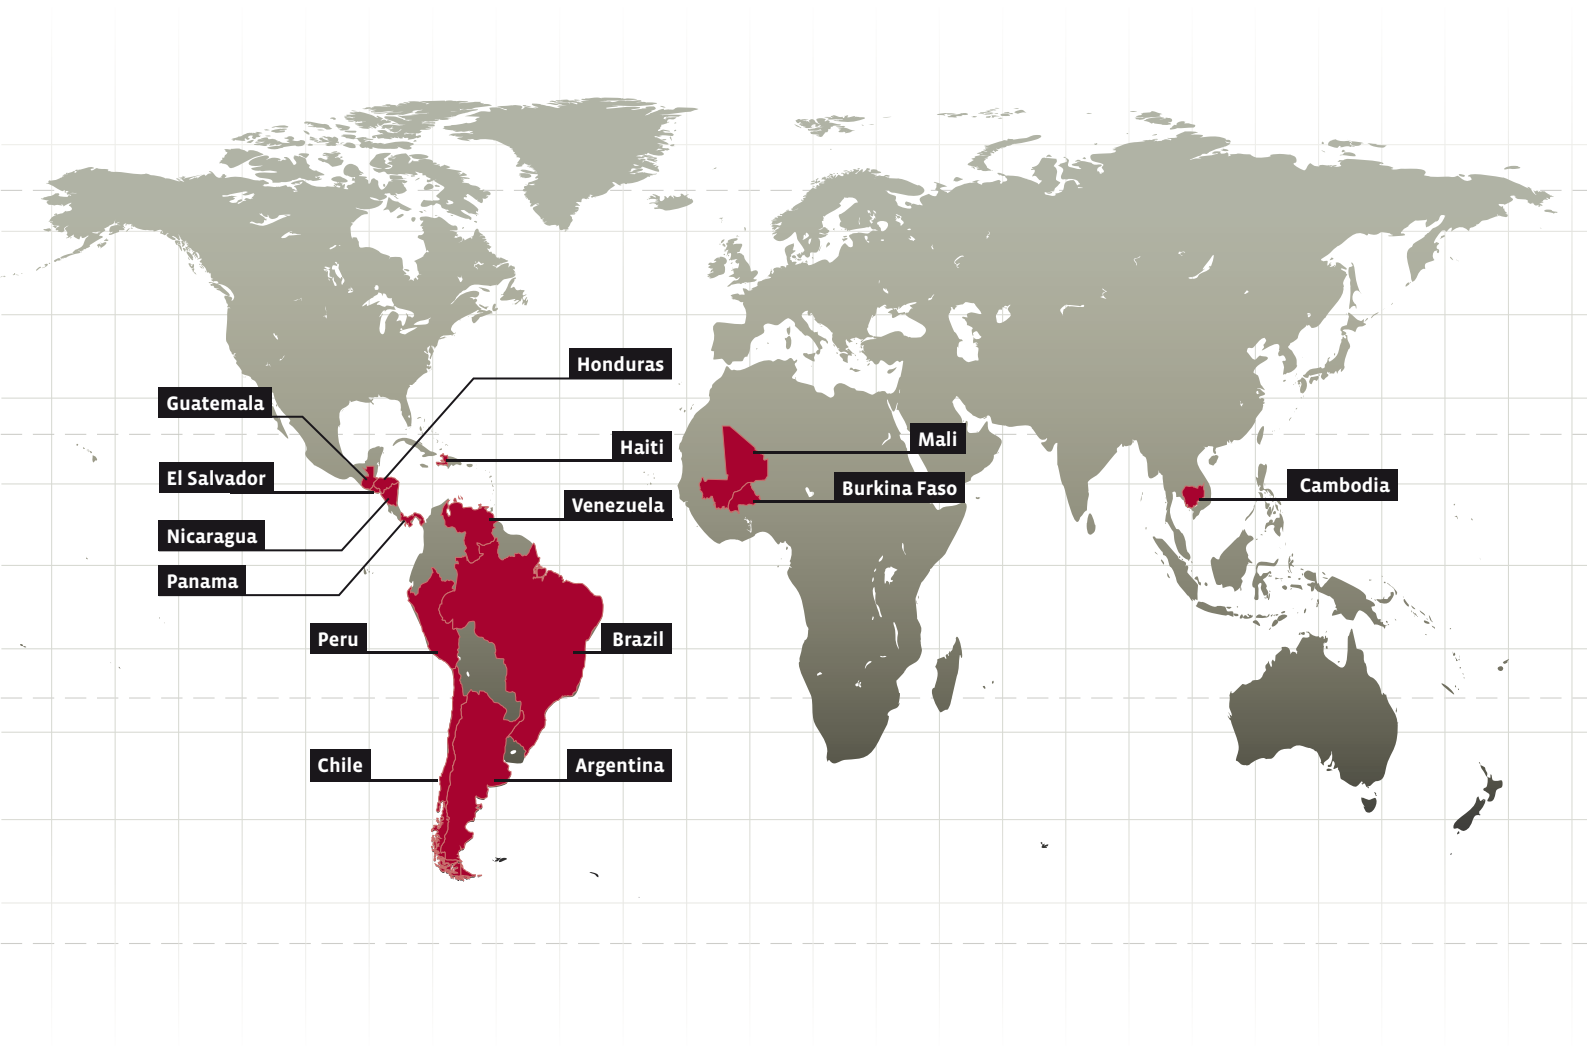 Honduras
Guatemala
Haiti
Mali
El Salvador
Burkina Faso
Cambodia
Venezuela
Nicaragua
Panama
Peru
Brazil
Chile
Argentina